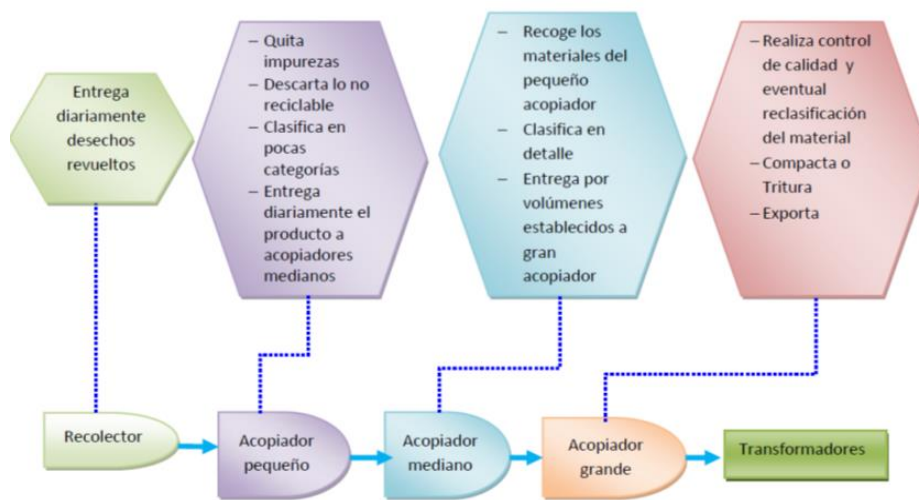 Entrega
diariamente
desechos
revueltos
– Quita
impurezas
– Descarta lo no
reciclable
– Clasifica en
pocas
categorías
– Entrega
diariamente el
producto a
acopiadores
medianos
– Recoge los
materiales del
pequeño
acopiador
– Clasifica en
detalle
– Entrega por
volúmenes
establecidos a
gran
acopiador
– Realiza control
de calidad y
eventual
reclasificación
del material
– Compacta o
Tritura
– Exporta
Recolector
Acopiador
pequeño
Acopiador
mediano
Acopiador
grande
Transformadores